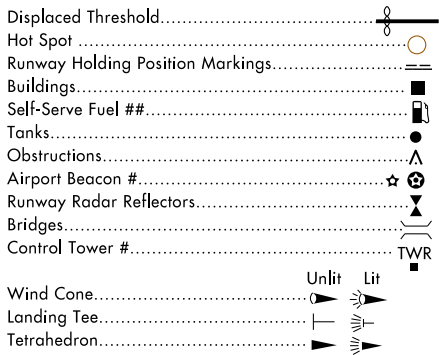 Displaced Threshold
Hot Spot
Runway Holding Position Markings
Buildings
Self-Serve Fuel ##
Tanks
Obstructions
Airport Beacon #
Runway Radar Reflectors
Bridges
Control Tower # TWR
Unlit Lit
Wind Cone
Landing Tee
Tetrahedron